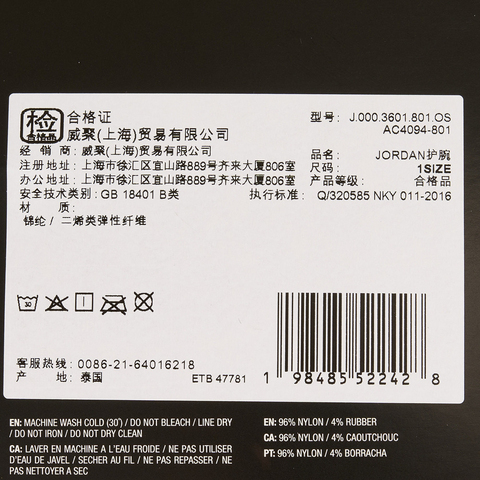 检
合格品
合格证
威聚(上海)贸易有限公司
型号: J.000.3601.801.OS
AC4094-801
经销商: 威聚(上海)贸易有限公司
注册地址: 上海市徐汇区宜山路889号齐来大厦806室
办公地址: 上海市徐汇区宜山路889号齐来大厦806室
安全技术类别: GB 18401 B类
材质:
锦纶 / 二烯类弹性纤维
品名: JORDAN护腕
尺码: 1SIZE
产品等级: 合格品
执行标准: Q/320585 NKY 011-2016
30
客服热线: 0086-21-64016218
产地: 泰国
ETB 47781
1 98485 52242 8
EN: MACHINE WASH COLD (30°) / DO NOT BLEACH / LINE DRY
/ DO NOT IRON / DO NOT DRY CLEAN
CA: LAVER EN MACHINE A L'EAU FROIDE / NE PAS UTILISER
D'EAU DE JAVEL / SECHER AU FIL / NE PAS REPASSER / NE
PAS NETTOYER A SEC
EN: 96% NYLON / 4% RUBBER
CA: 96% NYLON / 4% CAOUTCHOUC
PT: 96% NYLON / 4% BORRACHA